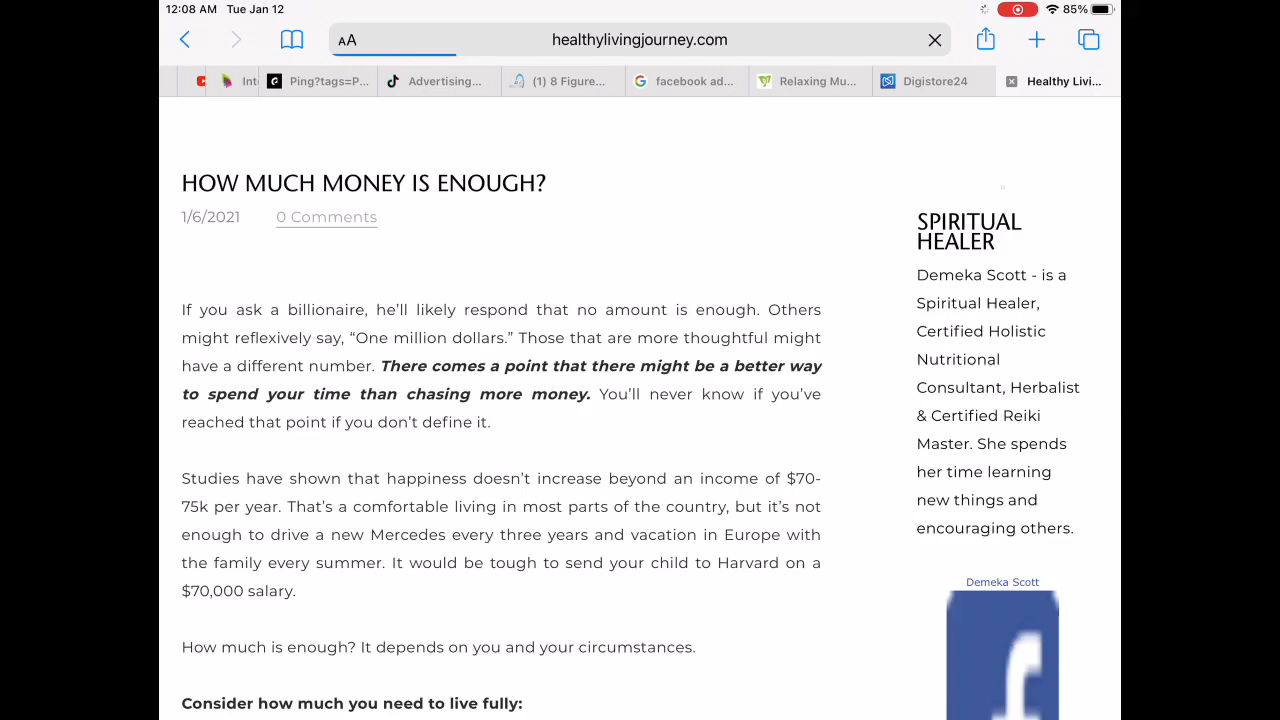 12:08 AM Tue Jan 12
85%
AA healthylivingjourney.com
Int Ping?tags=P... Advertising... (1) 8 Figure... facebook ad... Relaxing Mu... Digistore24 Healthy Livi...
HOW MUCH MONEY IS ENOUGH?
1/6/2021 0 Comments
If you ask a billionaire, he’ll likely respond that no amount is enough. Others
might reflexively say, “One million dollars.” Those that are more thoughtful might
have a different number. There comes a point that there might be a better way
to spend your time than chasing more money. You’ll never know if you’ve
reached that point if you don’t define it.
Studies have shown that happiness doesn’t increase beyond an income of $70-
75k per year. That’s a comfortable living in most parts of the country, but it’s not
enough to drive a new Mercedes every three years and vacation in Europe with
the family every summer. It would be tough to send your child to Harvard on a
$70,000 salary.
How much is enough? It depends on you and your circumstances.
Consider how much you need to live fully:
SPIRITUAL
HEALER
Demeka Scott - is a
Spiritual Healer,
Certified Holistic
Nutritional
Consultant, Herbalist
& Certified Reiki
Master. She spends
her time learning
new things and
encouraging others.
Demeka Scott
f